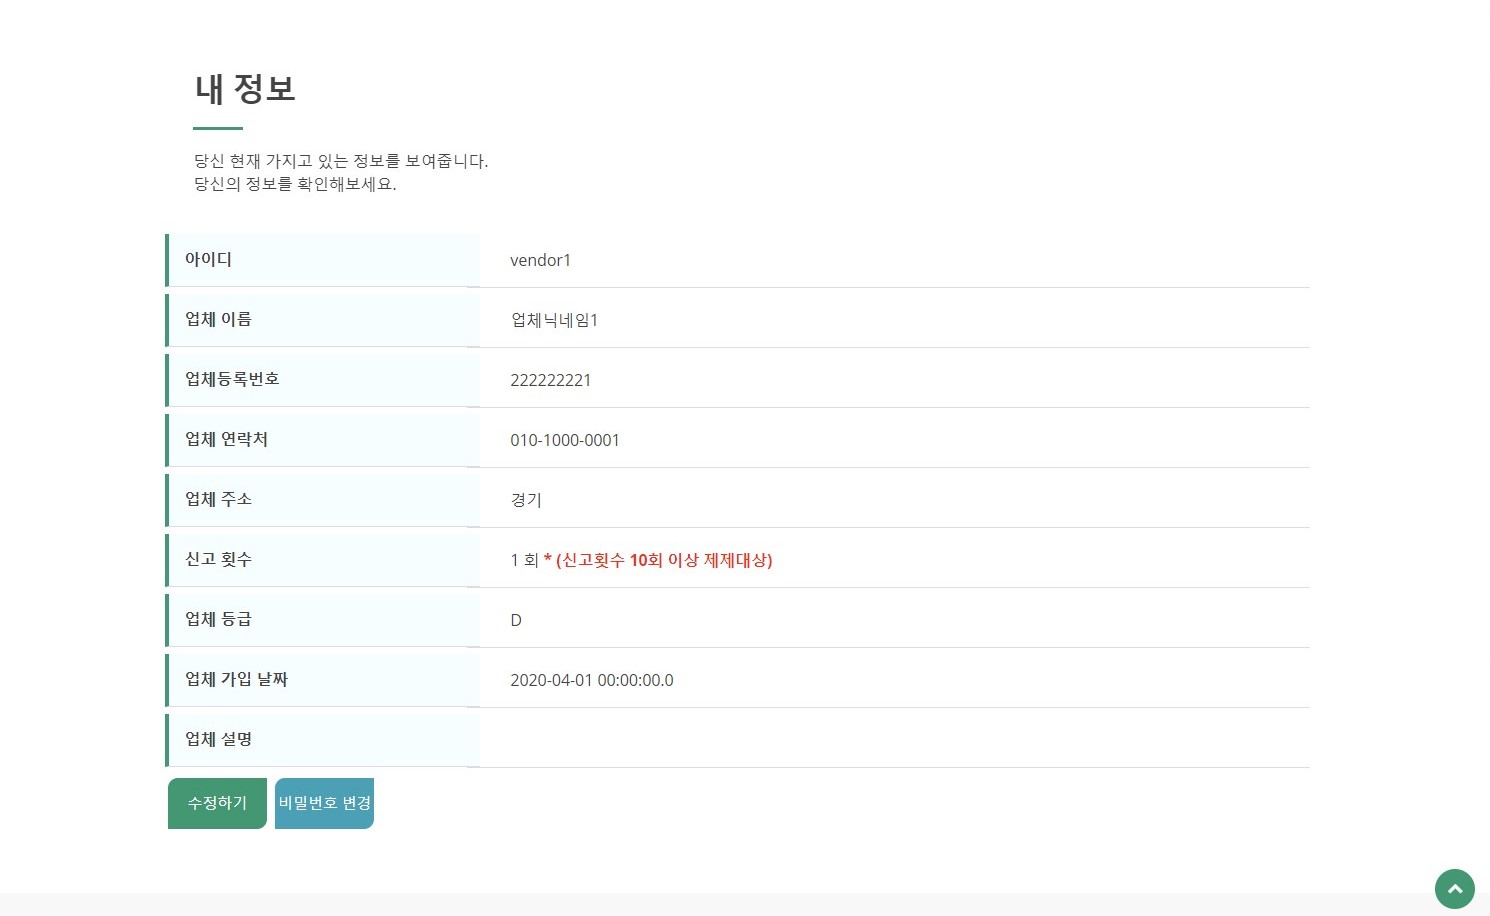 내 정보
당신 현재 가지고 있는 정보를 보여줍니다.
당신의 정보를 확인해보세요.
아이디 vendor1
업체 이름 업체닉네임1
업체등록번호 222222221
업체 연락처 010-1000-0001
업체 주소 경기
신고 횟수 1 회 * (신고횟수 10회 이상 제제대상)
업체 등급 D
업체 가입 날짜 2020-04-01 00:00:00.0
업체 설명
수정하기 비밀번호 변경